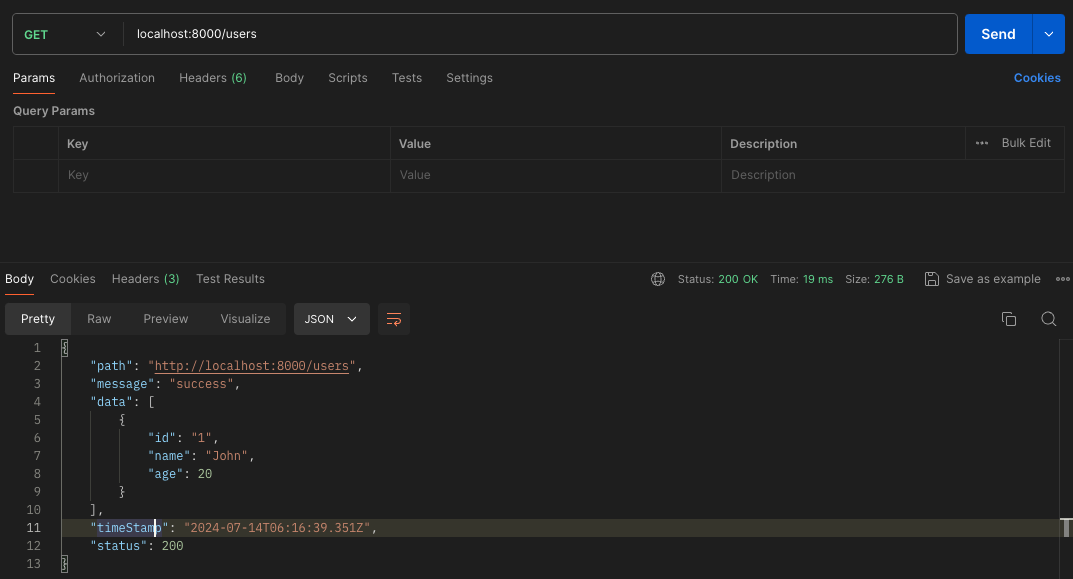 GET localhost:8000/users Send
Params Authorization Headers (6) Body Scripts Tests Settings Cookies
Query Params
Key Value Description ••• Bulk Edit
Key Value Description
Body Cookies Headers (3) Test Results Status: 200 OK Time: 19 ms Size: 276 B Save as example •••
Pretty Raw Preview Visualize JSON
1 {
2 "path": "http://localhost:8000/users",
3 "message": "success",
4 "data": [
5 {
6 "id": "1",
7 "name": "John",
8 "age": 20
9 }
10 ],
11 "timeStamp": "2024-07-14T06:16:39.351Z",
12 "status": 200
13 }